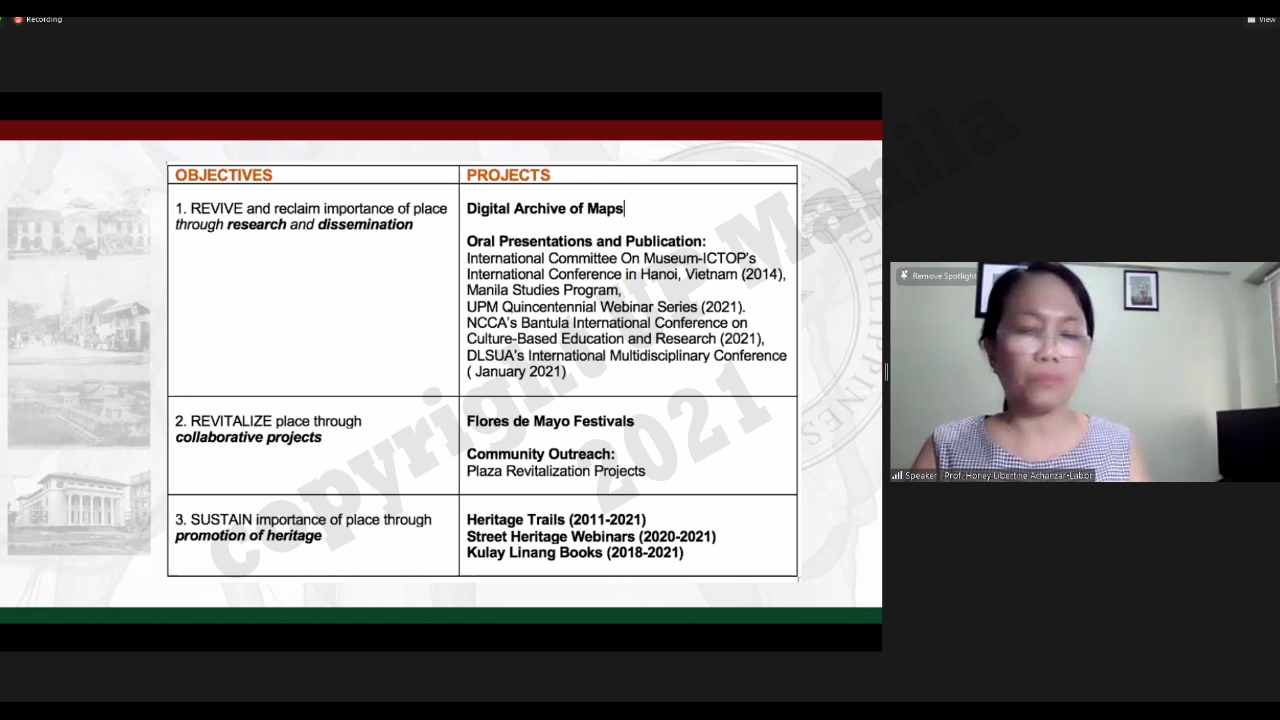 Recording
View
OBJECTIVES
PROJECTS
1. REVIVE and reclaim importance of place
through research and dissemination
Digital Archive of Maps
Oral Presentations and Publication:
International Committee On Museum-ICTOP's
International Conference in Hanoi, Vietnam (2014),
Manila Studies Program,
UPM Quincentennial Webinar Series (2021).
NCCA's Bantula International Conference on
Culture-Based Education and Research (2021),
DLSUA's International Multidisciplinary Conference
( January 2021)
2. REVITALIZE place through
collaborative projects
Flores de Mayo Festivals
Community Outreach:
Plaza Revitalization Projects
3. SUSTAIN importance of place through
promotion of heritage
Heritage Trails (2011-2021)
Street Heritage Webinars (2020-2021)
Kulay Linang Books (2018-2021)
copyright UP Manila
2021
Remove Spotlight
Speaker Prof. Honey Libertine Achanzar-Labor